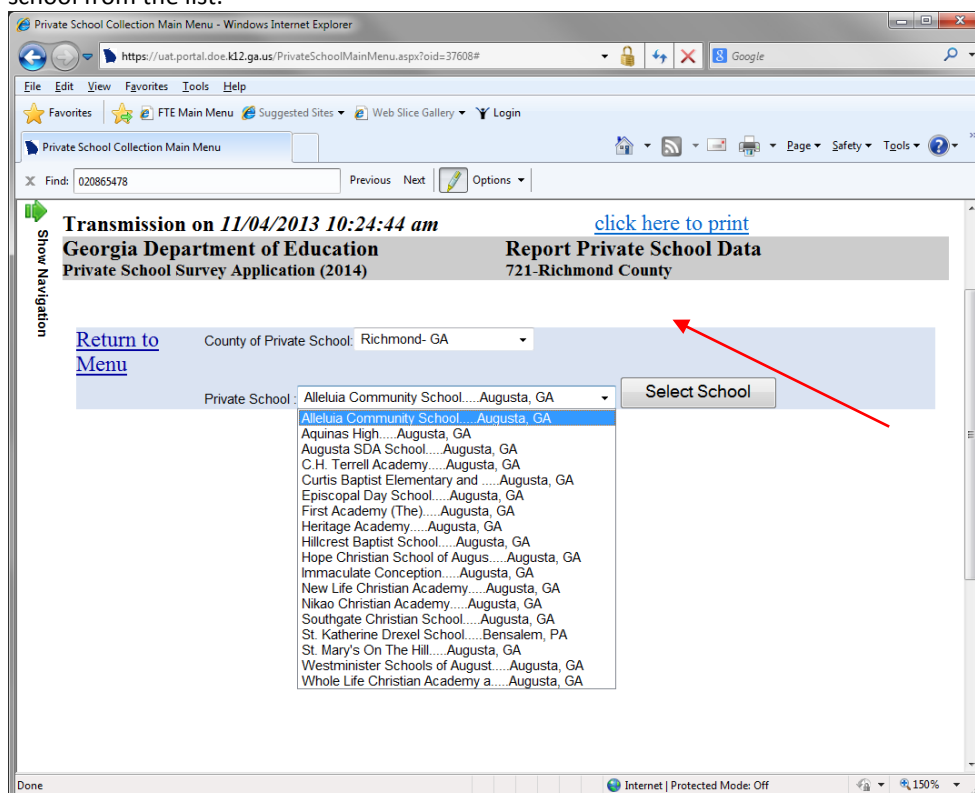 school from the list.
Private School Collection Main Menu - Windows Internet Explorer
https://uat.portal.doe.k12.ga.us/PrivateSchoolMainMenu.aspx?oid=37608#
Google
File Edit View Favorites Tools Help
Favorites FTE Main Menu Suggested Sites Web Slice Gallery Login
Private School Collection Main Menu
Page Safety Tools
X Find: 020865478 Previous Next Options
Show Navigation
Transmission on 11/04/2013 10:24:44 am click here to print
Georgia Department of Education Report Private School Data
Private School Survey Application (2014) 721-Richmond County
Return to Menu
County of Private School: Richmond- GA
Private School : Alleluia Community School.....Augusta, GA Select School
Alleluia Community School.....Augusta, GA
Aquinas High.....Augusta, GA
Augusta SDA School.....Augusta, GA
C.H. Terrell Academy.....Augusta, GA
Curtis Baptist Elementary and .....Augusta, GA
Episcopal Day School.....Augusta, GA
First Academy (The).....Augusta, GA
Heritage Academy.....Augusta, GA
Hillcrest Baptist School.....Augusta, GA
Hope Christian School of Augus.....Augusta, GA
Immaculate Conception.....Augusta, GA
New Life Christian Academy.....Augusta, GA
Nikao Christian Academy.....Augusta, GA
Southgate Christian School.....Augusta, GA
St. Katherine Drexel School.....Bensalem, PA
St. Mary's On The Hill.....Augusta, GA
Westminister Schools of August.....Augusta, GA
Whole Life Christian Academy a.....Augusta, GA
Done Internet | Protected Mode: Off 150%